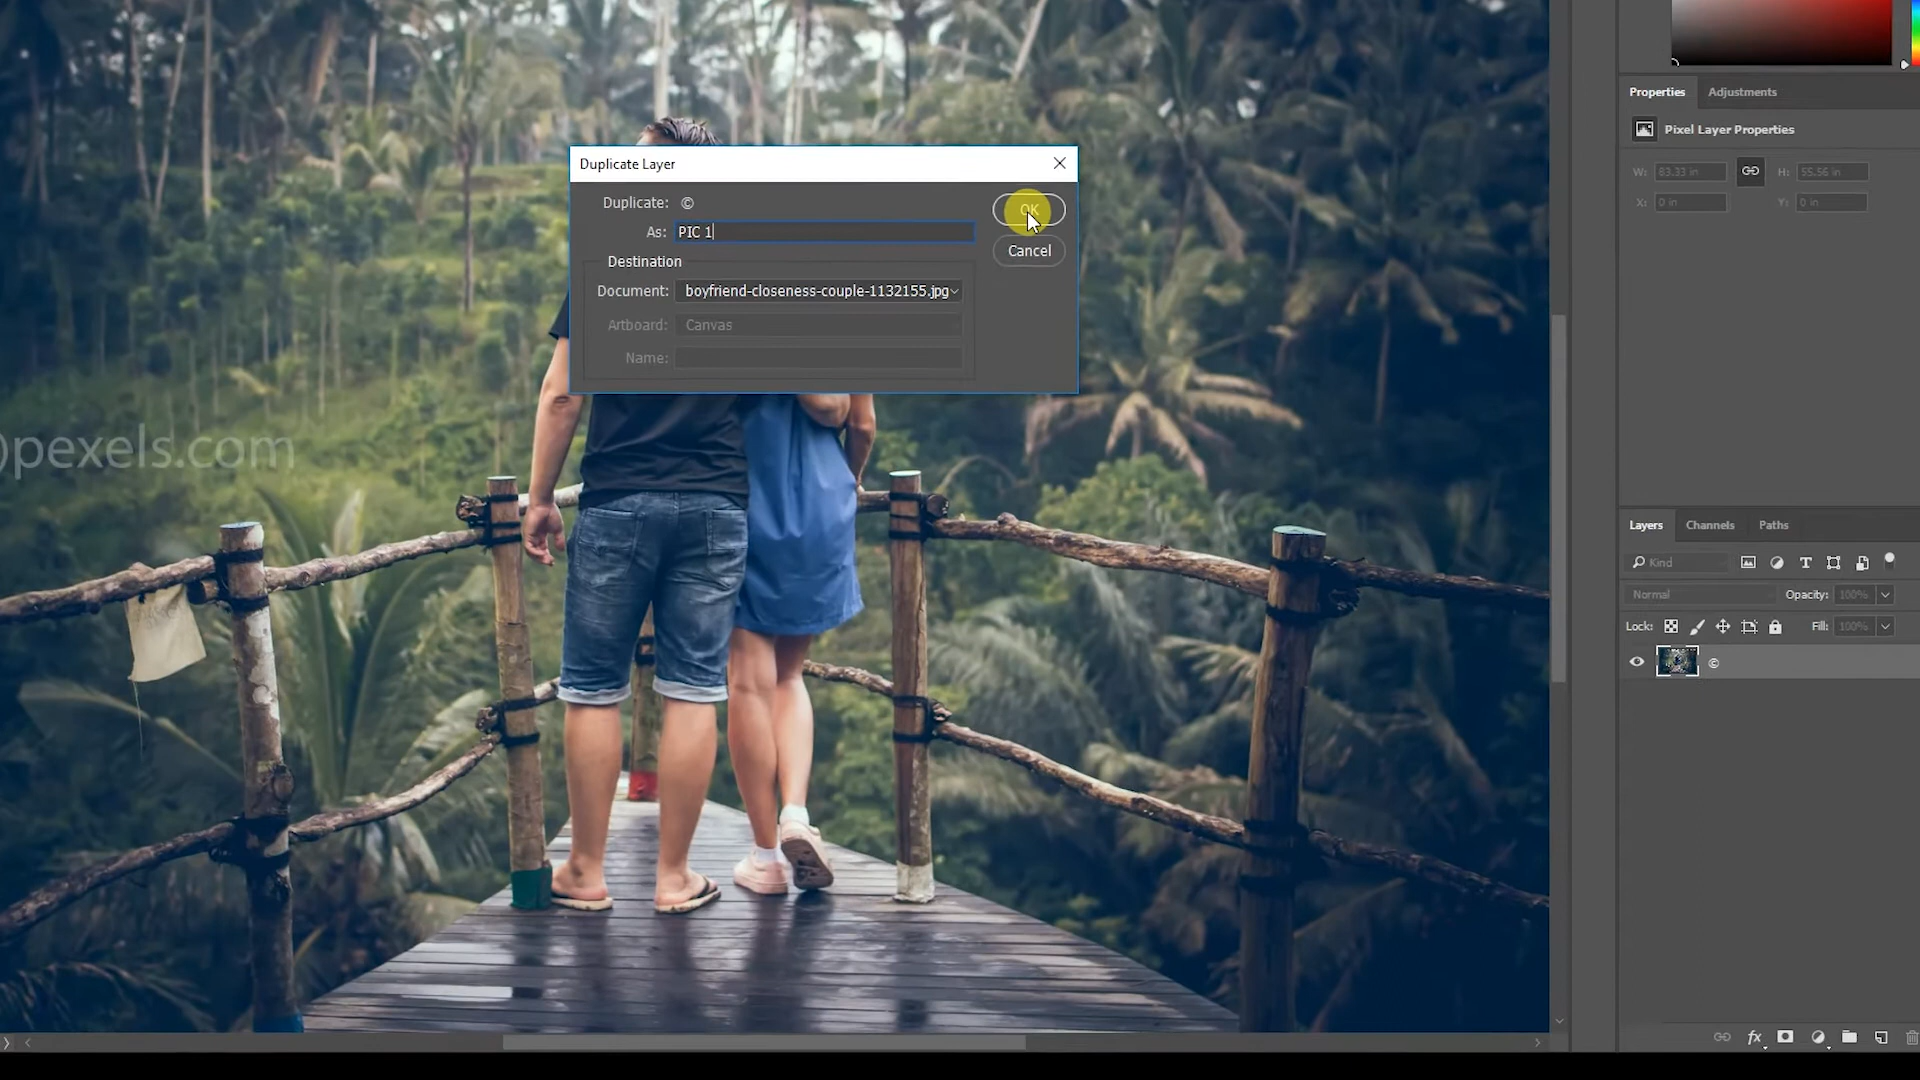 Properties
Adjustments
Pixel Layer Properties
W: 83.33 in
H: 55.56 in
X: 0 in
Y: 0 in
Duplicate Layer
Duplicate: ©
As: PIC 1
OK
Cancel
Destination
Document: boyfriend-closeness-couple-1132155.jpg
Artboard: Canvas
Name:
)pexels.com
Layers
Channels
Paths
Kind
Normal
Opacity: 100%
Lock:
Fill: 100%
©
fx